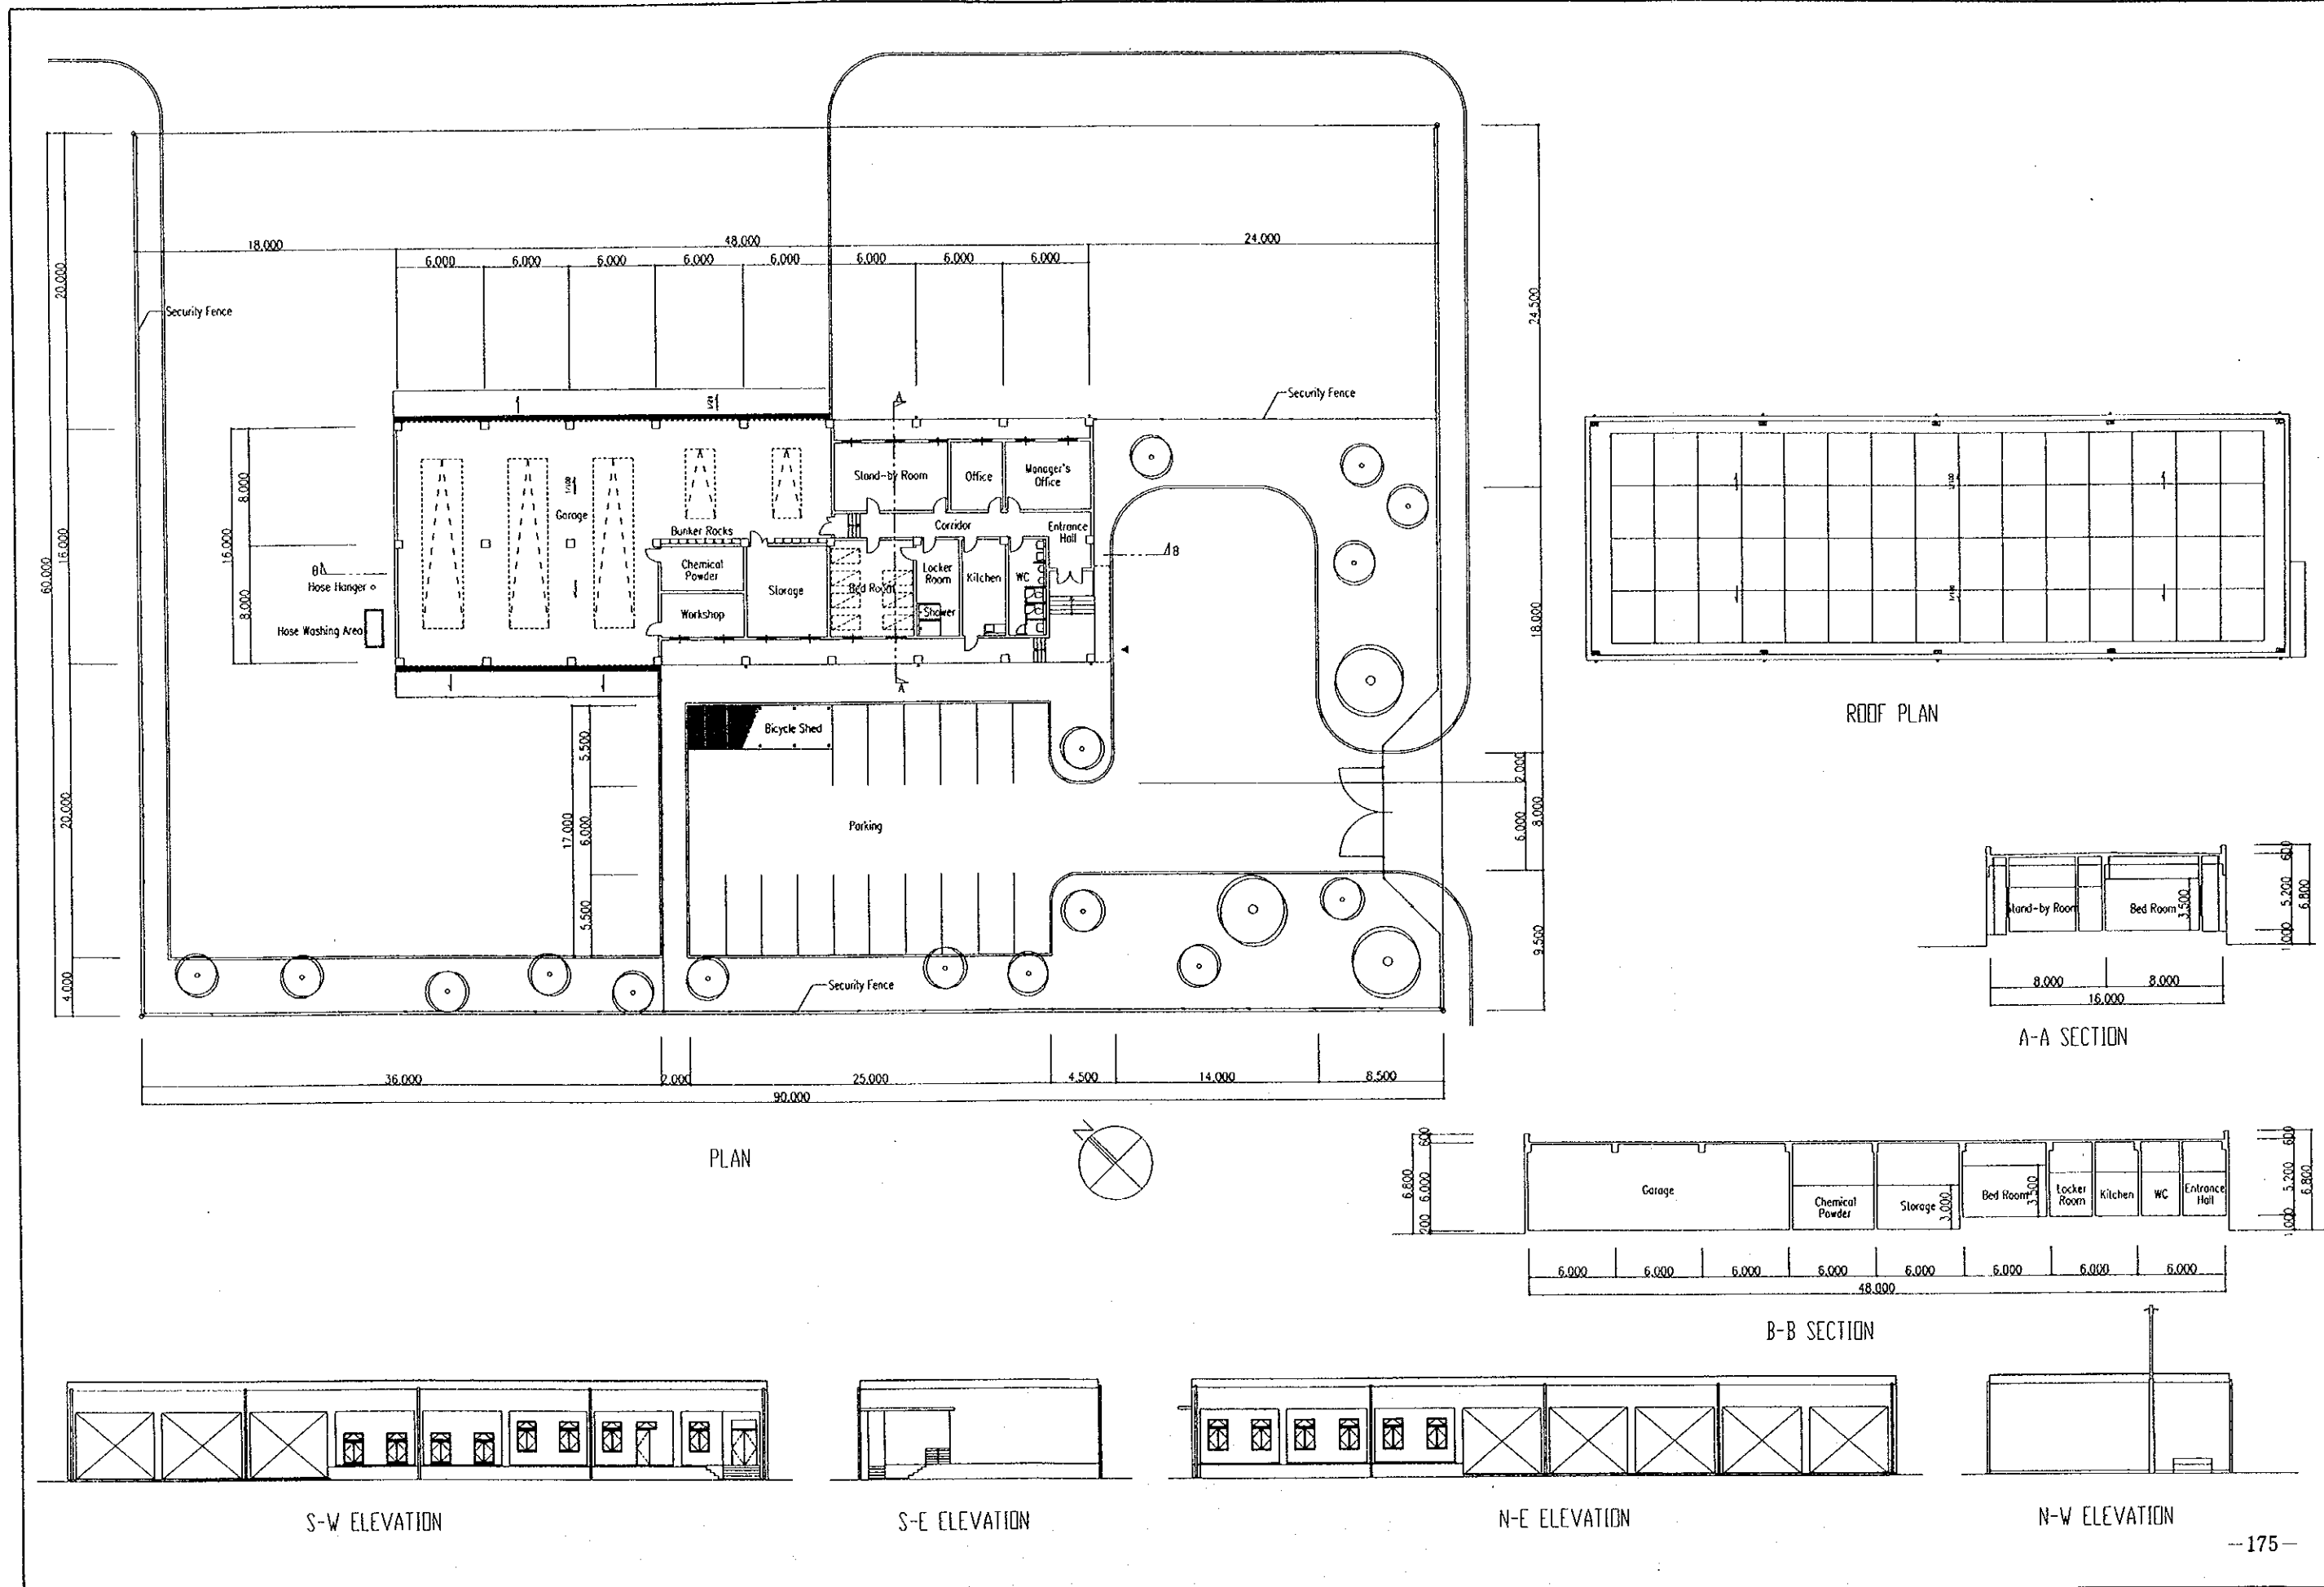 18.000
48.000
24.000
6.000
6.000
6.000
6.000
6.000
6.000
6.000
6.000
20.000
16.000
60.000
20.000
4.000
Security Fence
24.500
Security Fence
A
8.000
16.000
8.000
Stand-by Room
Office
Manager's
Office
1/100
Garage
Bunker Rocks
Corridor
Entrance
Hall
B
B
Hose Hanger
Hose Washing Area
Chemical
Powder
Workshop
Storage
Bed Room
Locker
Room
Shower
Kitchen
WC
A
18.000
5.500
17.000
6.000
5.500
Bicycle Shed
Parking
2.000
8.000
6.000
9.500
Security Fence
36.000
2.000
25.000
4.500
14.000
8.500
90.000
PLAN
N
1/100
1/100
ROOF PLAN
Stand-by Room
Bed Room
3.500
600
5.200
6.800
1.000
8.000
8.000
16.000
A-A SECTION
600
6.800
6.000
200
Garage
Chemical
Powder
Storage
3.000
Bed Room
3.500
Locker
Room
Kitchen
WC
Entrance
Hall
600
5.200
6.800
1.000
6.000
6.000
6.000
6.000
6.000
6.000
6.000
6.000
48.000
B-B SECTION
S-W ELEVATION
S-E ELEVATION
N-E ELEVATION
N-W ELEVATION
—175—